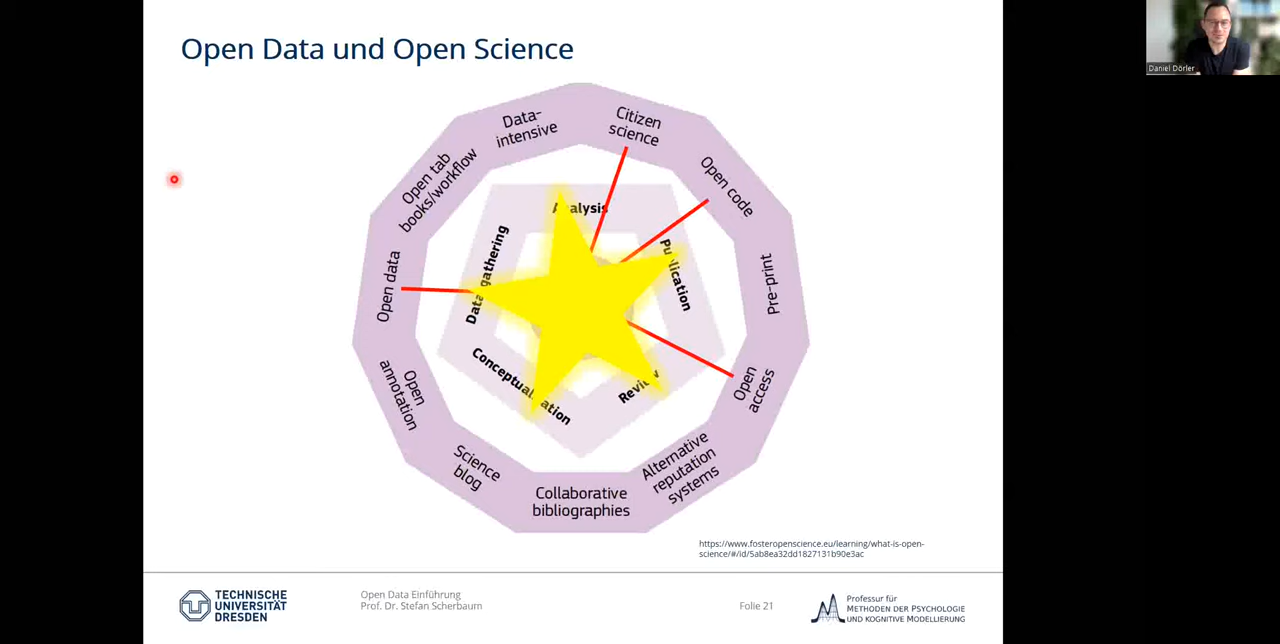 Open Data und Open Science
Daniel Dörler
Data-
intensive
Citizen
science
Open code
Pre-print
Open
access
Alternative
reputation
systems
Collaborative
bibliographies
Science
blog
Open
annotation
Open data
Open tab
books/workflow
Analysis
Publication
Review
Conceptualization
Data gathering
https://www.fosteropenscience.eu/learning/what-is-open-
science/#/id/5ab8ea32dd1827131b90e3ac
TECHNISCHE
UNIVERSITÄT
DRESDEN
Open Data Einführung
Prof. Dr. Stefan Scherbaum
Folie 21
Professur für
METHODEN DER PSYCHOLOGIE
UND KOGNITIVE MODELLIERUNG